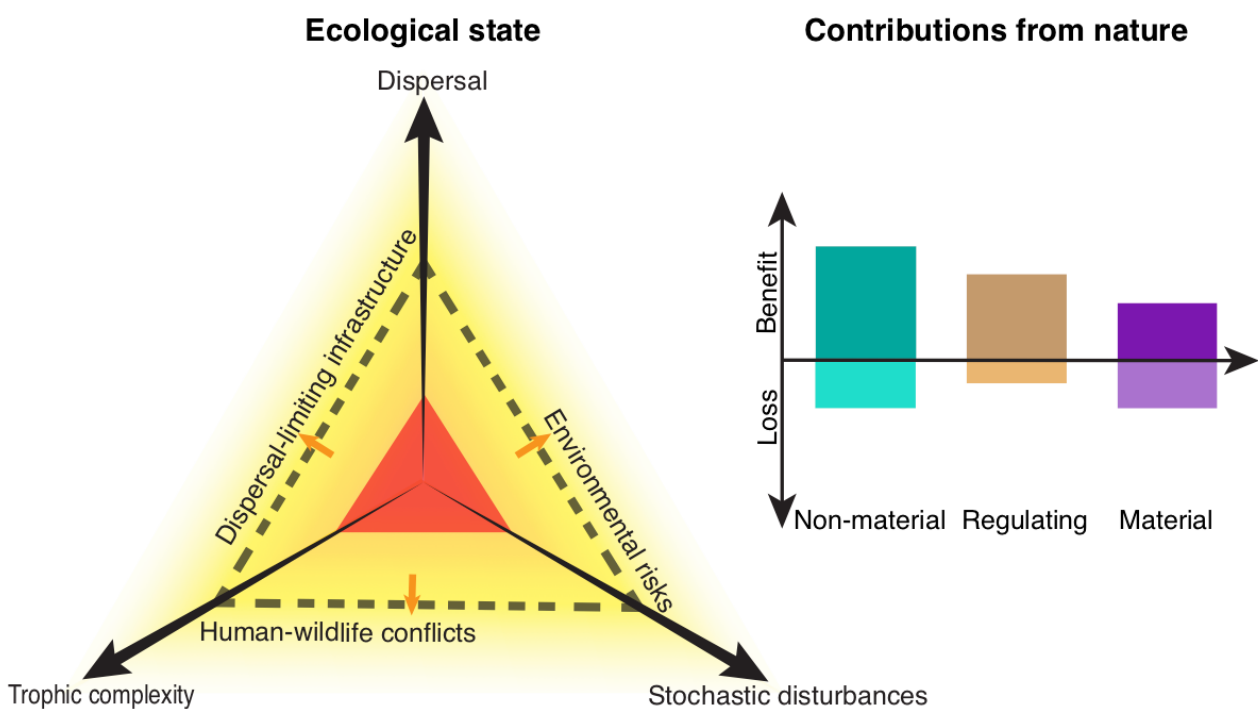 Ecological state
Contributions from nature
Dispersal
Dispersal-limiting infrastructure
Environmental risks
Human-wildlife conflicts
Trophic complexity
Stochastic disturbances
Benefit
Loss
Non-material
Regulating
Material